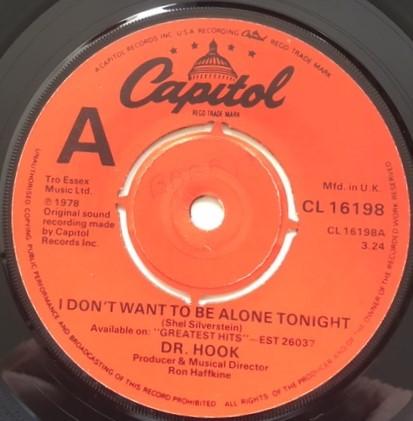 A CAPITOL RECORDS INC. U.S.A. RECORDING Capitol REGD TRADE MARK
Capitol
REGD TRADE MARK
A
Tro Essex
Music Ltd.
℗ 1978
Original sound
recording made
by Capitol
Records Inc.
Mfd. in U.K.
CL 16198
CL 16198A
3.24
I DON'T WANT TO BE ALONE TONIGHT
(Shel Silverstein)
Available on: "GREATEST HITS"—EST 26037
DR. HOOK
Producer & Musical Director
Ron Haffkine
UNAUTHORISED COPYING PUBLIC PERFORMANCE AND BROADCASTING OF THIS RECORD PROHIBITED ALL RIGHTS OF THE PRODUCER AND OF THE OWNER OF THE RECORDED WORK RESERVED